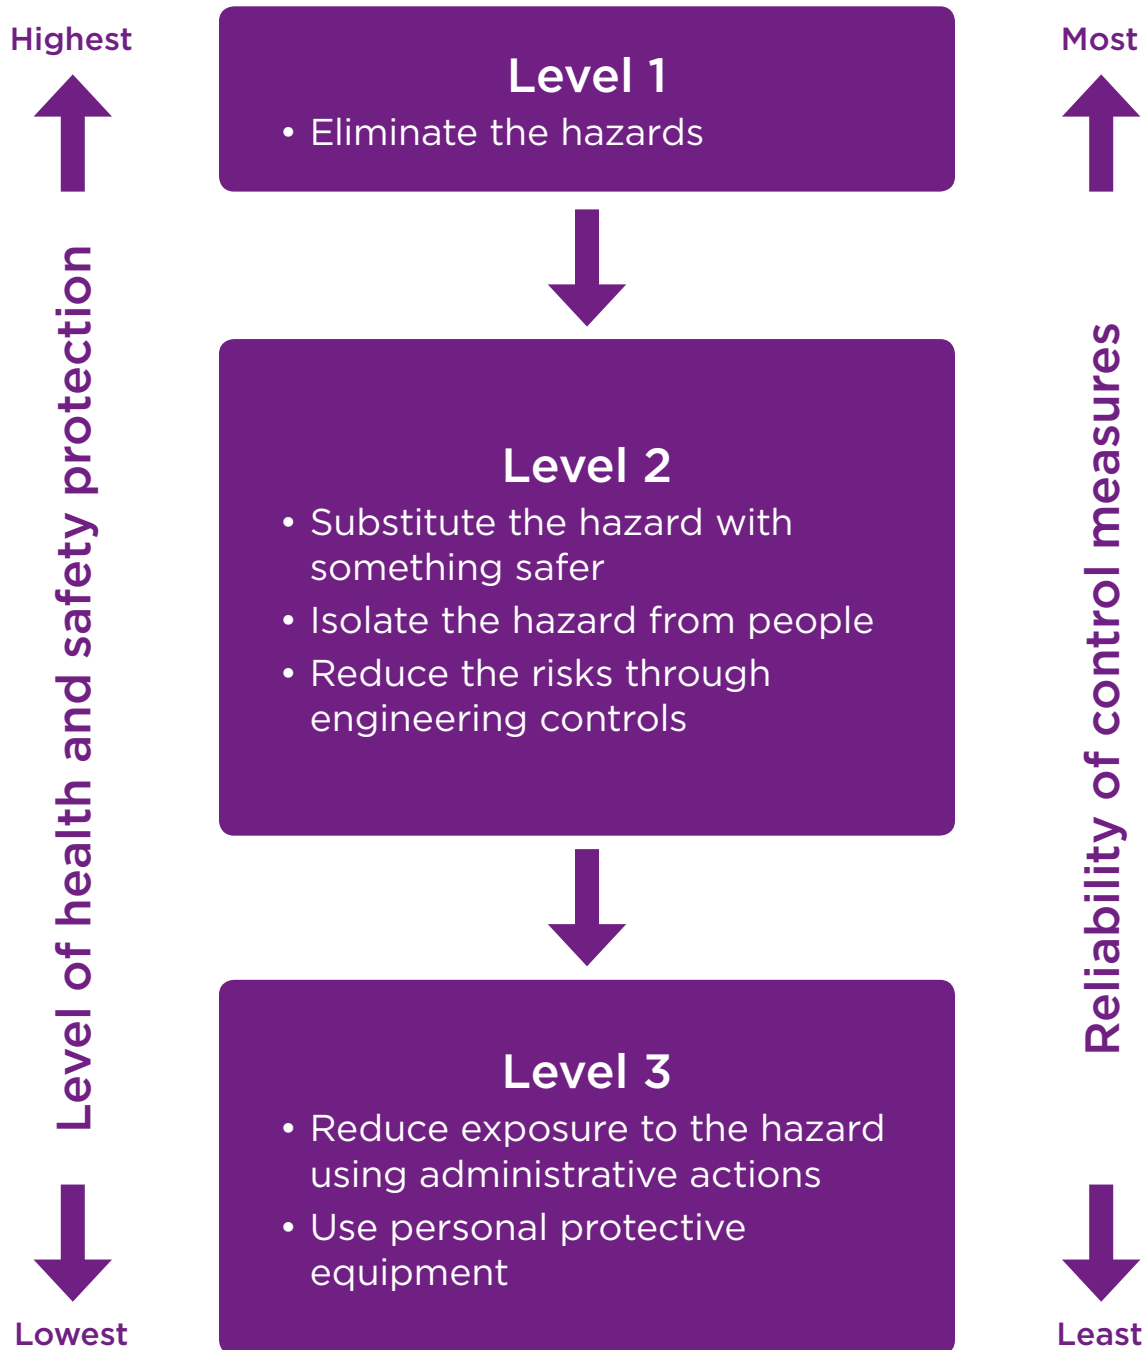 Highest
Most
Level 1
• Eliminate the hazards
Level of health and safety protection
Reliability of control measures
Level 2
• Substitute the hazard with
something safer
• Isolate the hazard from people
• Reduce the risks through
engineering controls
Level 3
• Reduce exposure to the hazard
using administrative actions
• Use personal protective
equipment
Lowest
Least